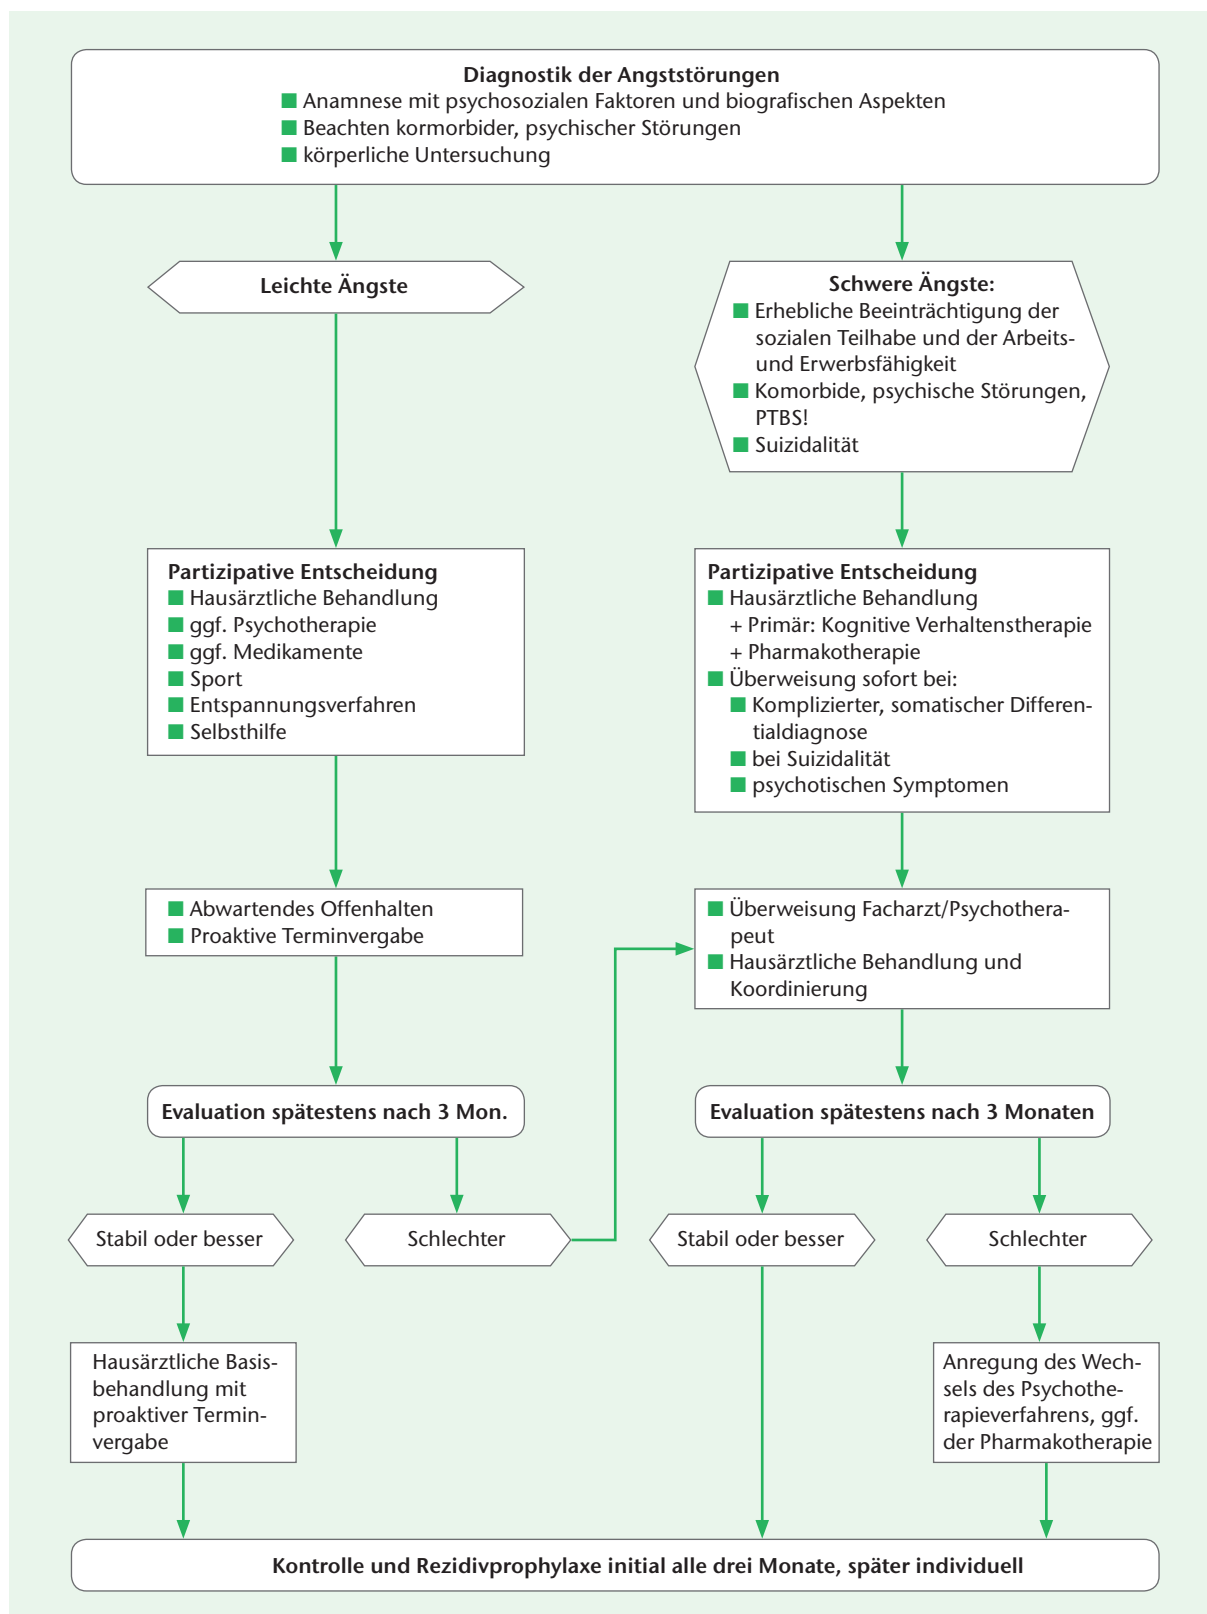 Diagnostik der Angststörungen
■ Anamnese mit psychosozialen Faktoren und biografischen Aspekten
■ Beachten kormorbider, psychischer Störungen
■ körperliche Untersuchung
Leichte Ängste
Schwere Ängste:
■ Erhebliche Beeinträchtigung der
sozialen Teilhabe und der Arbeits-
und Erwerbsfähigkeit
■ Komorbide, psychische Störungen,
PTBS!
■ Suizidalität
Partizipative Entscheidung
■ Hausärztliche Behandlung
■ ggf. Psychotherapie
■ ggf. Medikamente
■ Sport
■ Entspannungsverfahren
■ Selbsthilfe
Partizipative Entscheidung
■ Hausärztliche Behandlung
+ Primär: Kognitive Verhaltenstherapie
+ Pharmakotherapie
■ Überweisung sofort bei:
■ Komplizierter, somatischer Differen-
tialdiagnose
■ bei Suizidalität
■ psychotischen Symptomen
■ Abwartendes Offenhalten
■ Proaktive Terminvergabe
■ Überweisung Facharzt/Psychothera-
peut
■ Hausärztliche Behandlung und
Koordinierung
Evaluation spätestens nach 3 Mon.
Evaluation spätestens nach 3 Monaten
Stabil oder besser
Schlechter
Stabil oder besser
Schlechter
Hausärztliche Basis-
behandlung mit
proaktiver Termin-
vergabe
Anregung des Wech-
sels des Psychothe-
rapieverfahrens, ggf.
der Pharmakotherapie
Kontrolle und Rezidivprophylaxe initial alle drei Monate, später individuell